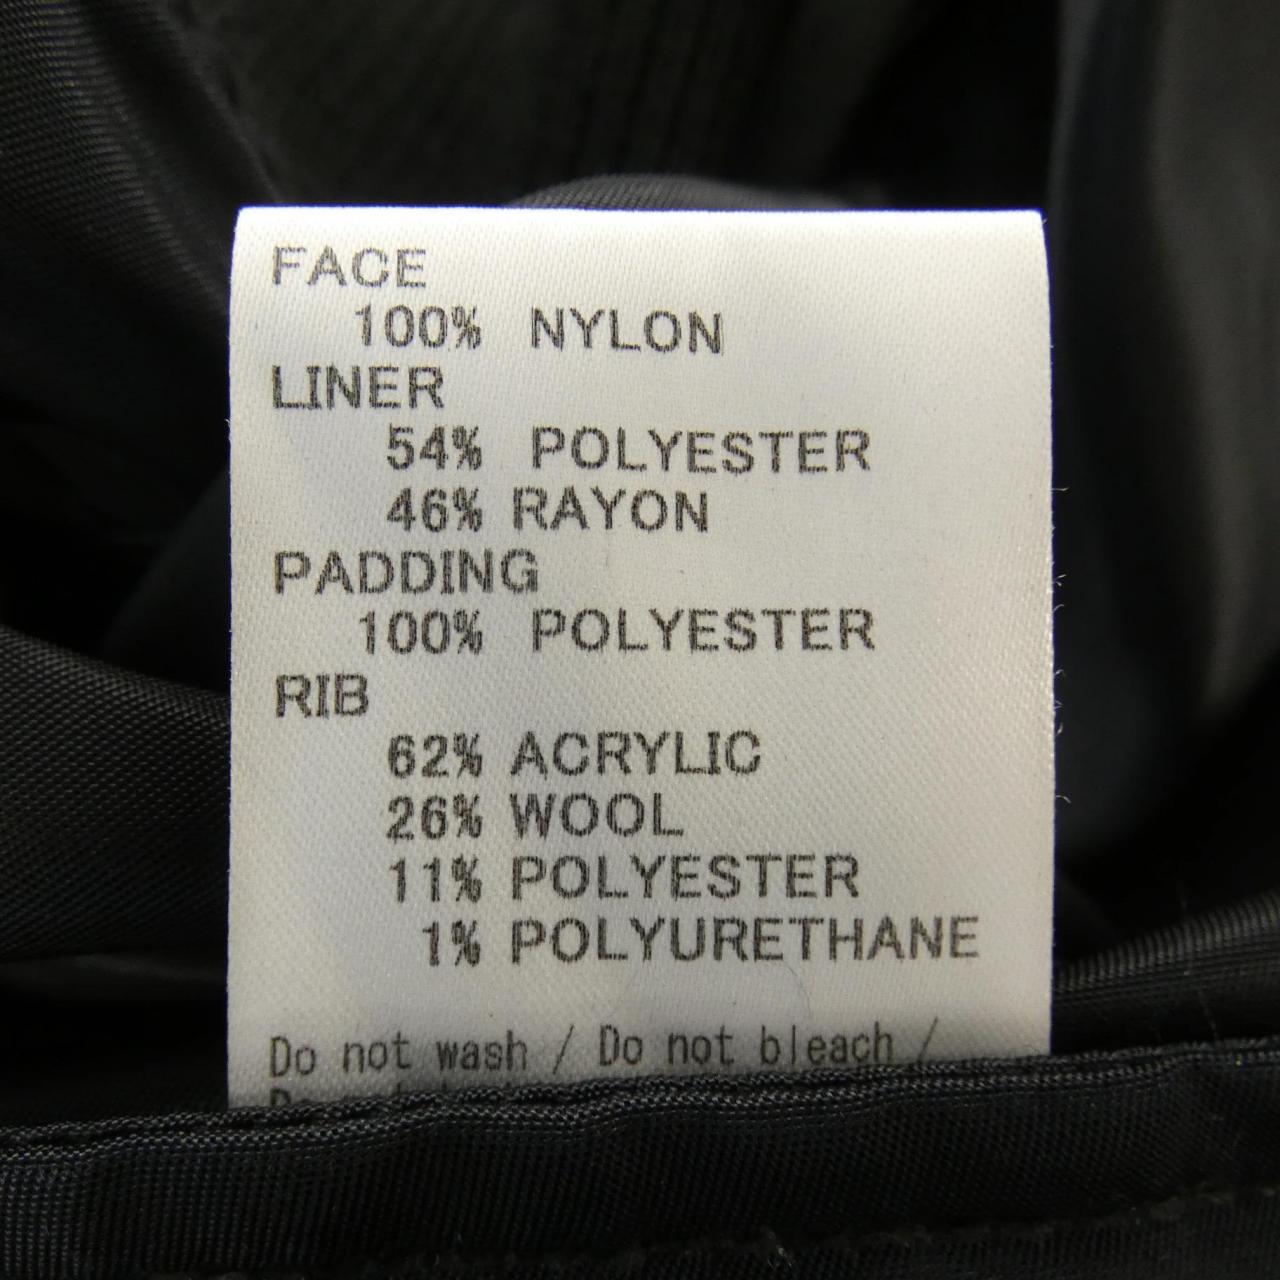 FACE
100% NYLON
LINER
54% POLYESTER
46% RAYON
PADDING
100% POLYESTER
RIB
62% ACRYLIC
26% WOOL
11% POLYESTER
1% POLYURETHANE
Do not wash / Do not bleach /